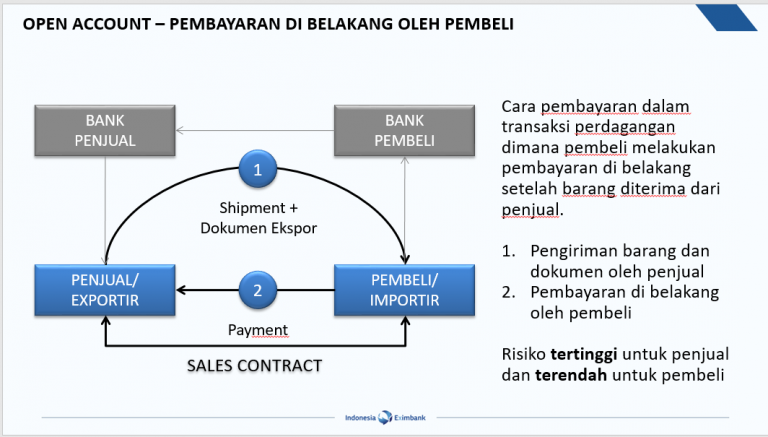 OPEN ACCOUNT – PEMBAYARAN DI BELAKANG OLEH PEMBELI
BANK
PENJUAL
BANK
PEMBELI
1
Shipment +
Dokumen Ekspor
PENJUAL/
EXPORTIR
2
PEMBELI/
IMPORTIR
Payment
SALES CONTRACT
Cara pembayaran dalam
transaksi perdagangan
dimana pembeli melakukan
pembayaran di belakang
setelah barang diterima dari
penjual.
1. Pengiriman barang dan
dokumen oleh penjual
2. Pembayaran di belakang
oleh pembeli
Risiko tertinggi untuk penjual
dan terendah untuk pembeli
Indonesia Eximbank